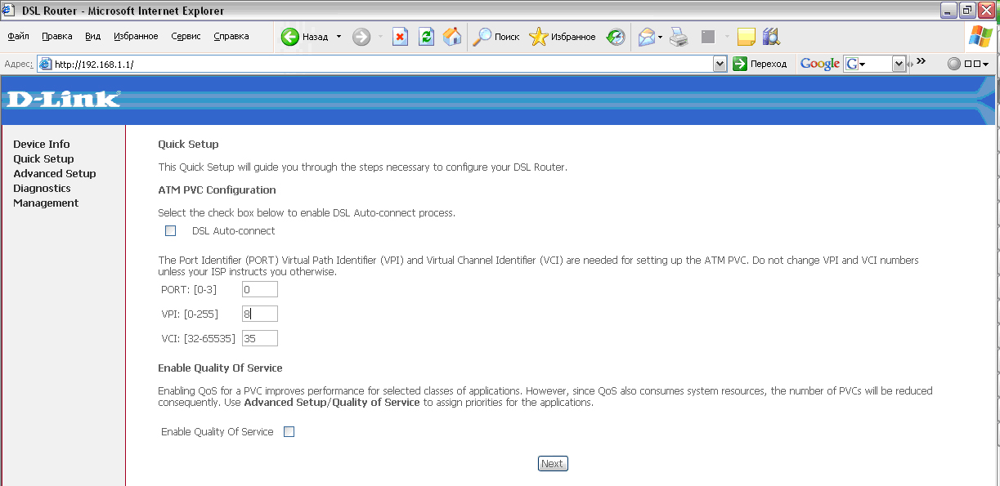 DSL Router - Microsoft Internet Explorer
Файл Правка Вид Избранное Сервис Справка Назад Поиск Избранное
Адрес: http://192.168.1.1/ Переход Google G »
D-Link
Device Info
Quick Setup
Advanced Setup
Diagnostics
Management
Quick Setup
This Quick Setup will guide you through the steps necessary to configure your DSL Router.
ATM PVC Configuration
Select the check box below to enable DSL Auto-connect process.
DSL Auto-connect
The Port Identifier (PORT) Virtual Path Identifier (VPI) and Virtual Channel Identifier (VCI) are needed for setting up the ATM PVC. Do not change VPI and VCI numbers
unless your ISP instructs you otherwise.
PORT: [0-3] 0
VPI: [0-255] 8
VCI: [32-65535] 35
Enable Quality Of Service
Enabling QoS for a PVC improves performance for selected classes of applications. However, since QoS also consumes system resources, the number of PVCs will be reduced
consequently. Use Advanced Setup/Quality of Service to assign priorities for the applications.
Enable Quality Of Service
Next